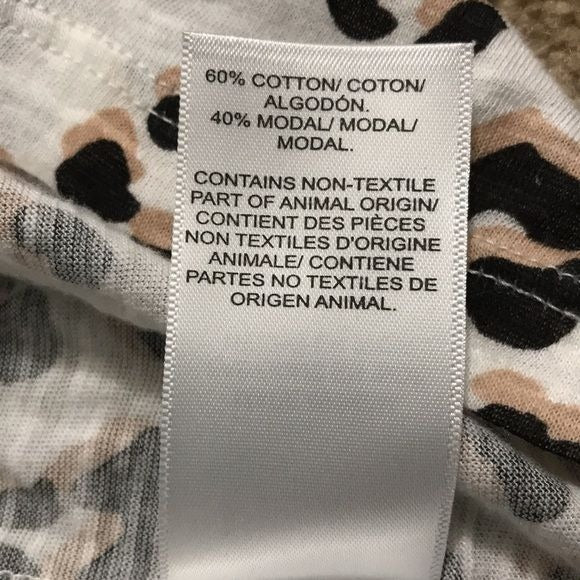 60% COTTON/ COTON/
ALGODÓN.
40% MODAL/ MODAL/
MODAL.
CONTAINS NON-TEXTILE
PART OF ANIMAL ORIGIN/
CONTIENT DES PIÈCES
NON TEXTILES D'ORIGINE
ANIMALE/ CONTIENE
PARTES NO TEXTILES DE
ORIGEN ANIMAL.